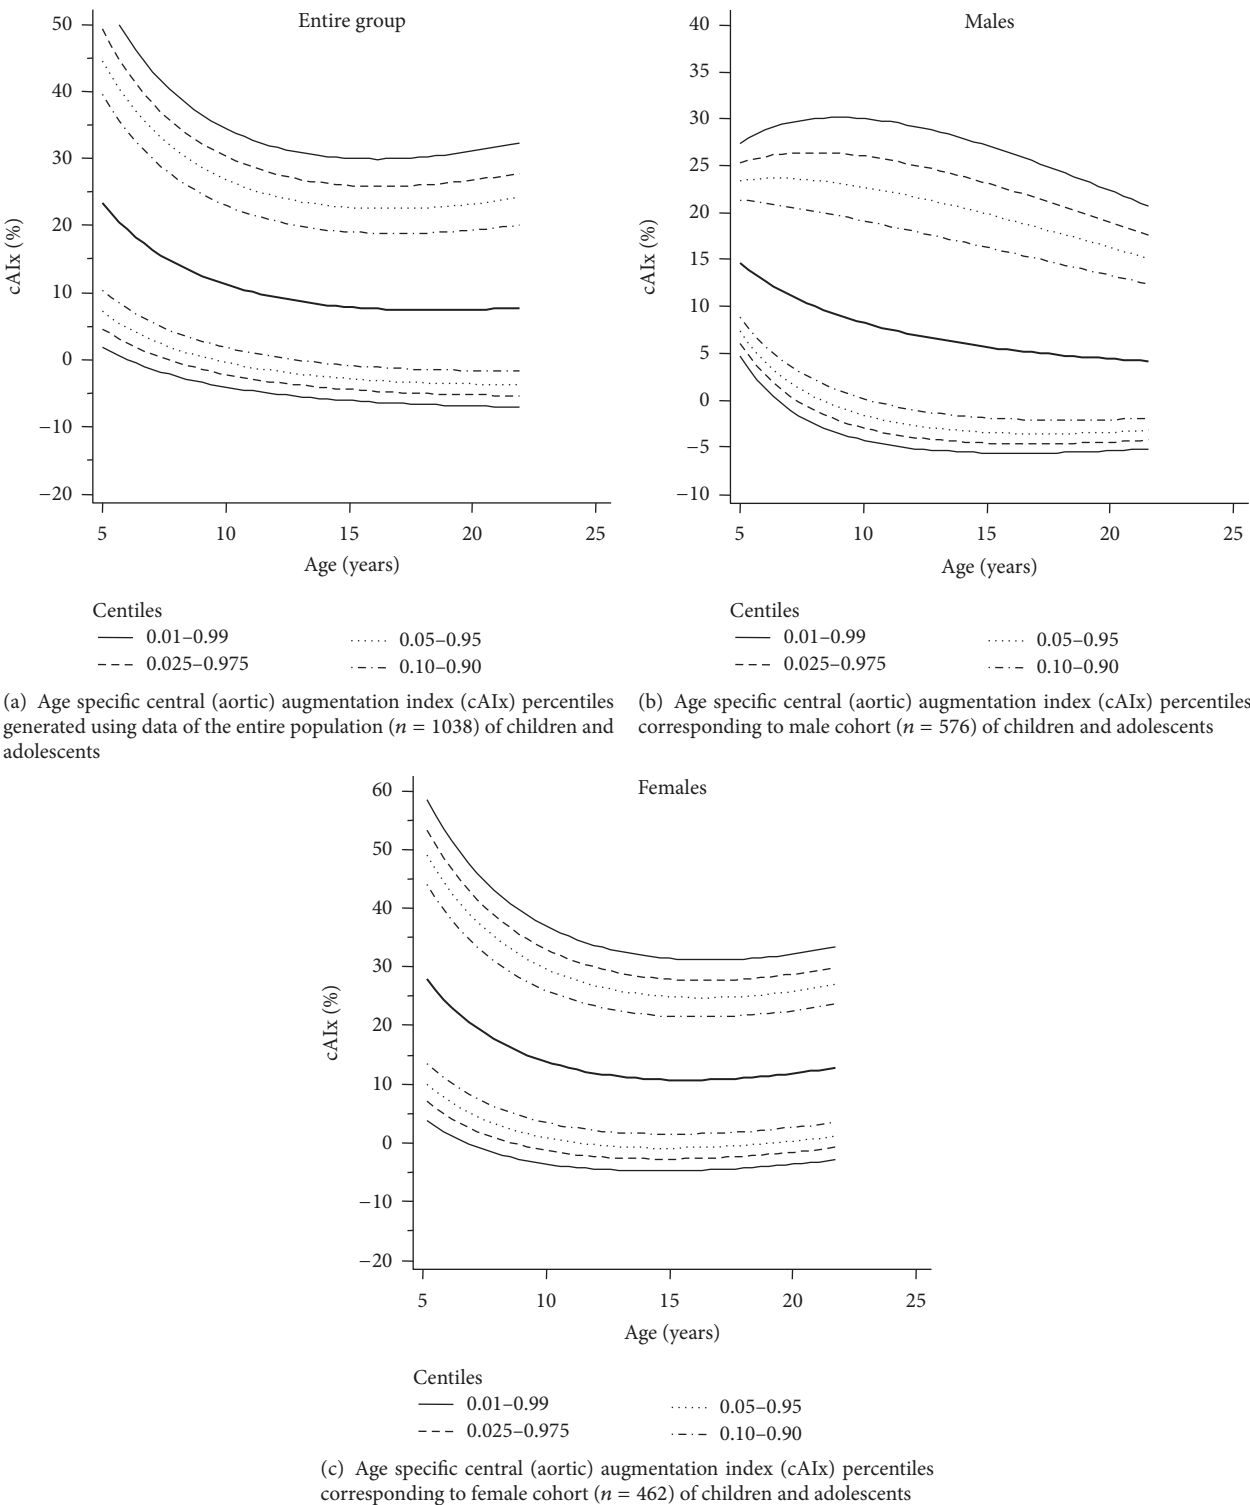 Entire group
50
40
30
20
10
0
−10
−20
cAIx (%)
5 10 15 20 25
Age (years)
Centiles
0.01–0.99
0.05–0.95
0.025–0.975
0.10–0.90
(a) Age specific central (aortic) augmentation index (cAIx) percentiles
generated using data of the entire population (n = 1038) of children and
adolescents
Males
40
35
30
25
20
15
10
5
0
−5
−10
cAIx (%)
5 10 15 20 25
Age (years)
Centiles
0.01–0.99
0.05–0.95
0.025–0.975
0.10–0.90
(b) Age specific central (aortic) augmentation index (cAIx) percentiles
corresponding to male cohort (n = 576) of children and adolescents
Females
60
50
40
30
20
10
0
−10
−20
cAIx (%)
5 10 15 20 25
Age (years)
Centiles
0.01–0.99
0.05–0.95
0.025–0.975
0.10–0.90
(c) Age specific central (aortic) augmentation index (cAIx) percentiles
corresponding to female cohort (n = 462) of children and adolescents